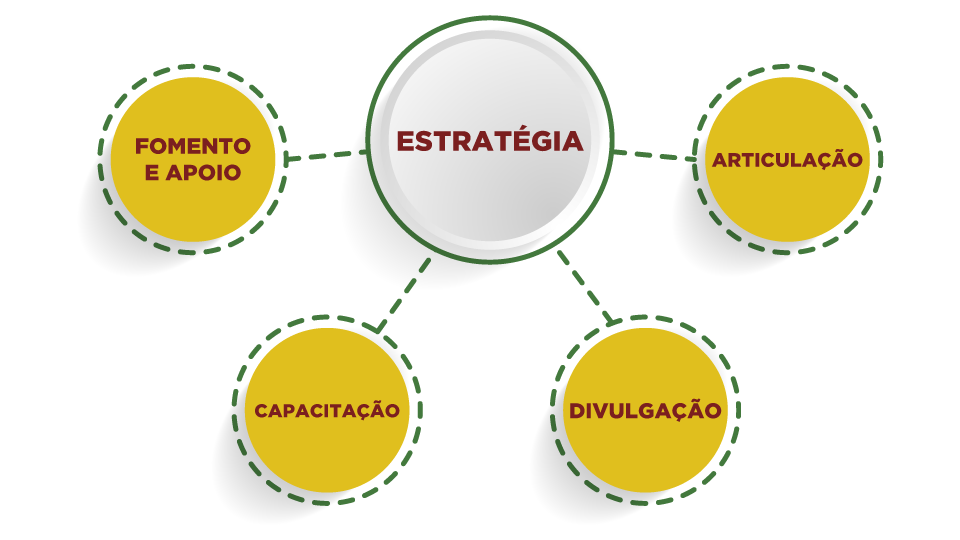 ESTRATÉGIA
FOMENTO
E APOIO
ARTICULAÇÃO
CAPACITAÇÃO
DIVULGAÇÃO